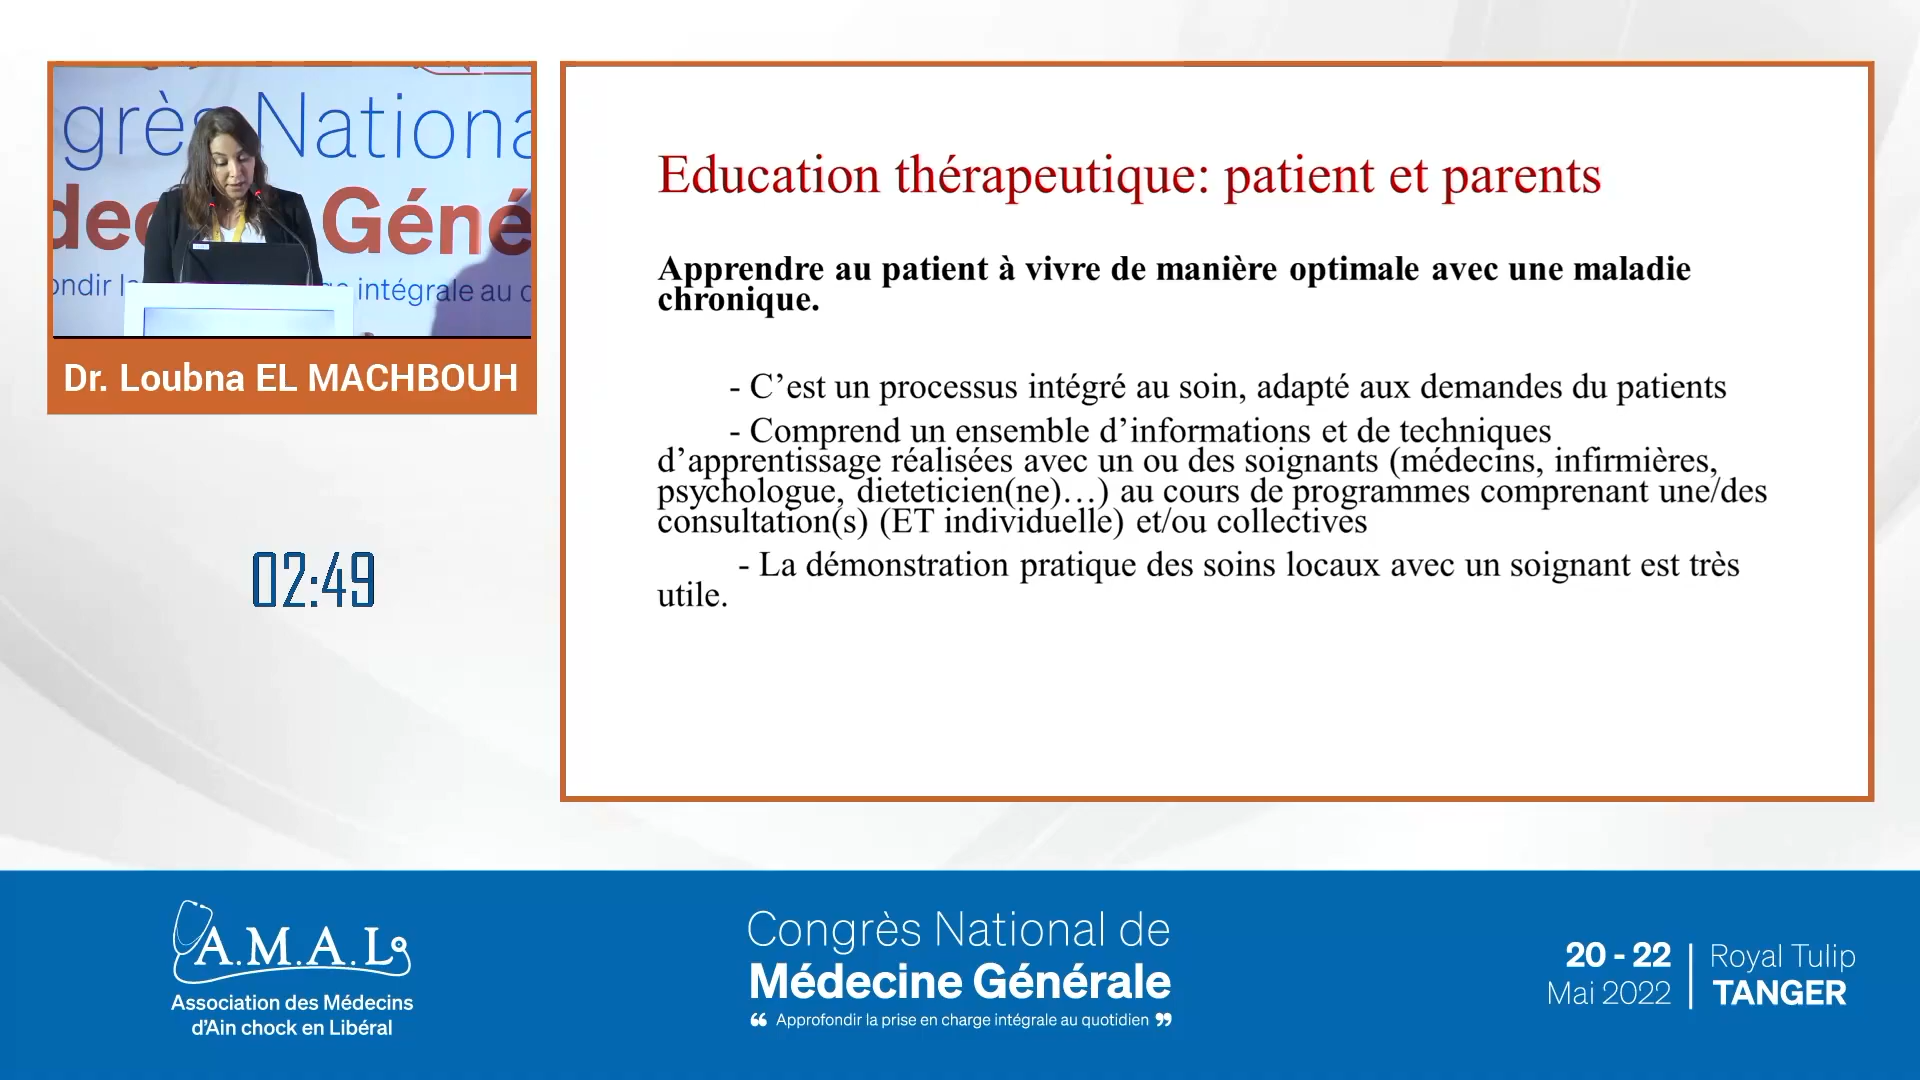 grès Nationa
Géné
intégrale au
Dr. Loubna EL MACHBOUH
02:49
Education thérapeutique: patient et parents
Apprendre au patient à vivre de manière optimale avec une maladie
chronique.
- C’est un processus intégré au soin, adapté aux demandes du patients
- Comprend un ensemble d’informations et de techniques
d’apprentissage réalisées avec un ou des soignants (médecins, infirmières,
psychologue, dieteticien(ne)…) au cours de programmes comprenant une/des
consultation(s) (ET individuelle) et/ou collectives
- La démonstration pratique des soins locaux avec un soignant est très
utile.
A.M.A.L
Association des Médecins
d’Ain chock en Libéral
Congrès National de
Médecine Générale
“ Approfondir la prise en charge intégrale au quotidien ”
20 - 22
Mai 2022
Royal Tulip
TANGER